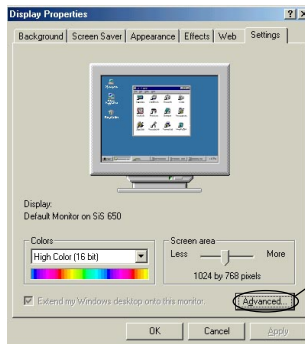 Display Properties
Background Screen Saver Appearance Effects Web Settings
Display:
Default Monitor on SiS 650
Colors
High Color (16 bit)
Screen area
Less More
1024 by 768 pixels
Extend my Windows desktop onto this monitor.
Advanced...
OK Cancel Apply